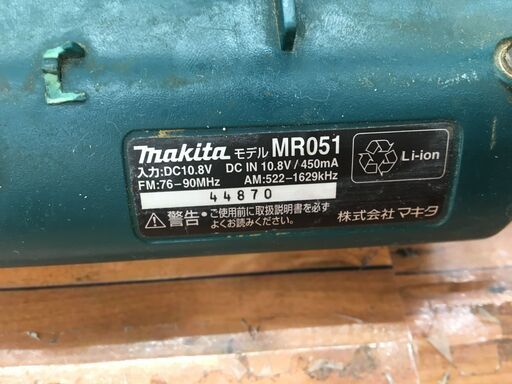 makita モデル MR051
入力:DC10.8V DC IN 10.8V / 450mA
FM:76-90MHz AM:522-1629kHz
44870
警告 ●ご使用前に取扱説明書を必ず
よくお読みください。
Li-ion
株式会社 マキタ